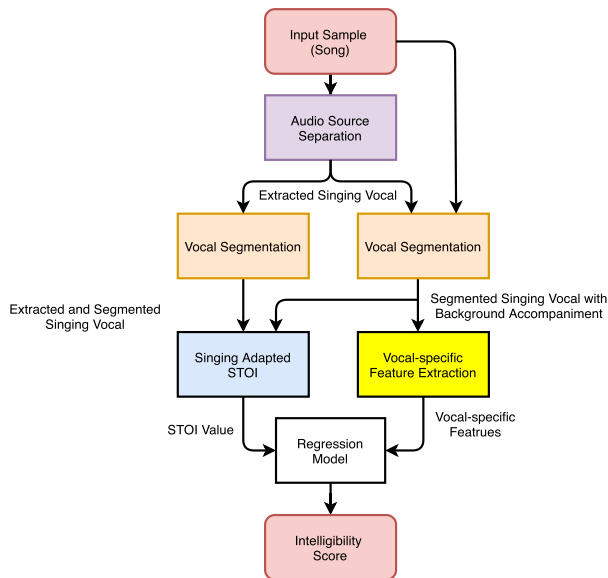 Input Sample
(Song)
Audio Source
Separation
Extracted Singing Vocal
Vocal Segmentation
Vocal Segmentation
Extracted and Segmented
Singing Vocal
Segmented Singing Vocal with
Background Accompaniment
Singing Adapted
STOI
Vocal-specific
Feature Extraction
STOI Value
Vocal-specific
Featrues
Regression
Model
Intelligibility
Score